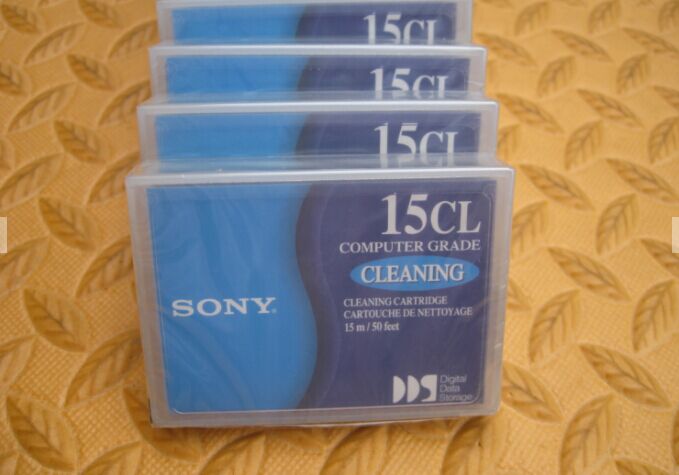 15CL
15CL
15CL
15CL
COMPUTER GRADE
CLEANING
SONY
CLEANING CARTRIDGE
CARTOUCHE DE NETTOYAGE
15 m / 50 feet
DDS
Digital
Data
Storage